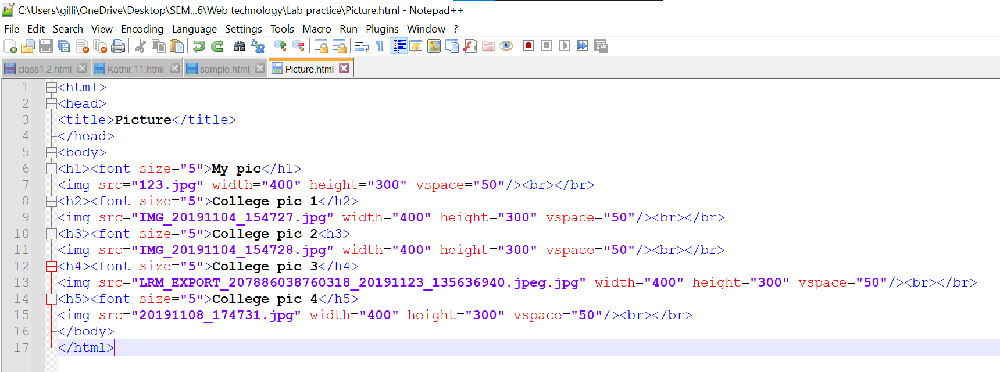 C:\Users\gilli\OneDrive\Desktop\SEM...6\Web technology\Lab practice\Picture.html - Notepad++
File Edit Search View Encoding Language Settings Tools Macro Run Plugins Window ?
class1.2.html Kathir.11.html sample.html Picture.html
1 <html>
2 <head>
3 <title>Picture</title>
4 </head>
5 <body>
6 <h1><font size="5">My pic</h1>
7 <img src="123.jpg" width="400" height="300" vspace="50"/><br></br>
8 <h2><font size="5">College pic 1</h2>
9 <img src="IMG_20191104_154727.jpg" width="400" height="300" vspace="50"/><br></br>
10 <h3><font size="5">College pic 2<h3>
11 <img src="IMG_20191104_154728.jpg" width="400" height="300" vspace="50"/><br></br>
12 <h4><font size="5">College pic 3</h4>
13 <img src="LRM_EXPORT_207886038760318_20191123_135636940.jpeg.jpg" width="400" height="300" vspace="50"/><br></br>
14 <h5><font size="5">College pic 4</h5>
15 <img src="20191108_174731.jpg" width="400" height="300" vspace="50"/><br></br>
16 </body>
17 </html>